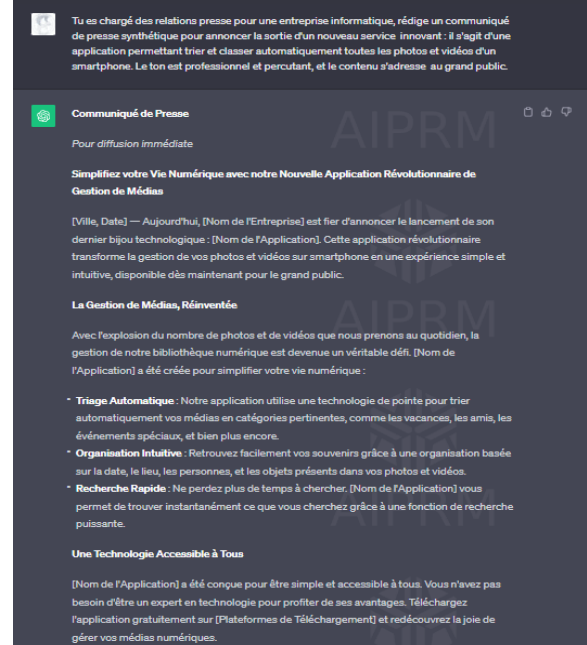 Tu es chargé des relations presse pour une entreprise informatique, rédige un communiqué
de presse synthétique pour annoncer la sortie d'un nouveau service innovant : il s'agit d'une
application permettant trier et classer automatiquement toutes les photos et vidéos d'un
smartphone. Le ton est professionnel et percutant, et le contenu s'adresse au grand public.
Communiqué de Presse
AIPRM
Pour diffusion immédiate
Simplifiez votre Vie Numérique avec notre Nouvelle Application Révolutionnaire de
Gestion de Médias
[Ville, Date] — Aujourd'hui, [Nom de l'Entreprise] est fier d'annoncer le lancement de son
dernier bijou technologique : [Nom de l'Application]. Cette application révolutionnaire
transforme la gestion de vos photos et vidéos sur smartphone en une expérience simple et
intuitive, disponible dès maintenant pour le grand public.
La Gestion de Médias, Réinventée
AIPRM
Avec l'explosion du nombre de photos et de vidéos que nous prenons au quotidien, la
gestion de notre bibliothèque numérique est devenue un véritable défi. [Nom de
l'Application] a été créée pour simplifier votre vie numérique :
- Triage Automatique : Notre application utilise une technologie de pointe pour trier
automatiquement vos médias en catégories pertinentes, comme les vacances, les amis, les
événements spéciaux, et bien plus encore.
- Organisation Intuitive : Retrouvez facilement vos souvenirs grâce à une organisation basée
sur la date, le lieu, les personnes, et les objets présents dans vos photos et vidéos.
- Recherche Rapide : Ne perdez plus de temps à chercher. [Nom de l'Application] vous
permet de trouver instantanément ce que vous cherchez grâce à une fonction de recherche
puissante.
AIPRM
Une Technologie Accessible à Tous
[Nom de l'Application] a été conçue pour être simple et accessible à tous. Vous n'avez pas
besoin d'être un expert en technologie pour profiter de ses avantages. Téléchargez
l'application gratuitement sur [Plateformes de Téléchargement] et redécouvrez la joie de
gérer vos médias numériques.